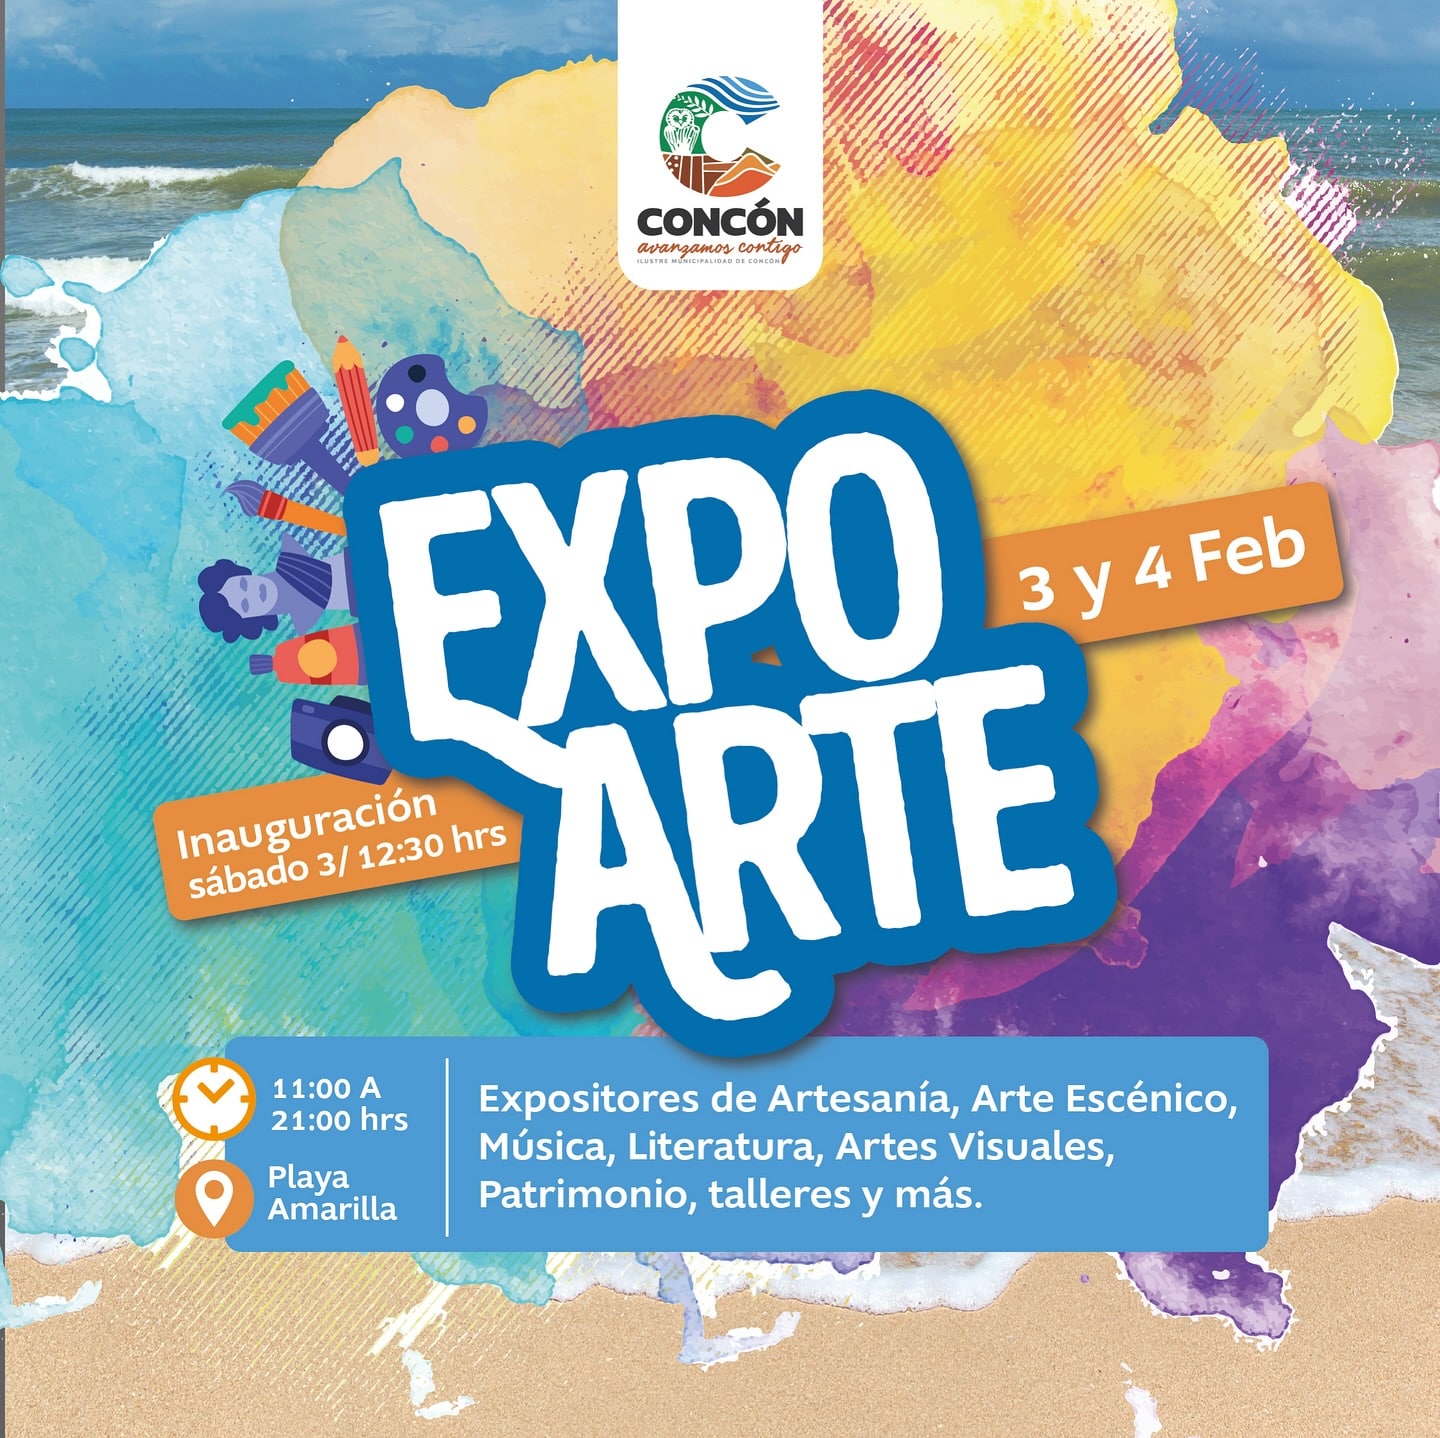 CONCÓN
avanzamos contigo
ILUSTRE MUNICIPALIDAD DE CONCÓN
EXPO
ARTE
3 y 4 Feb
Inauguración
sábado 3/ 12:30 hrs
11:00 A
21:00 hrs
Playa
Amarilla
Expositores de Artesanía, Arte Escénico,
Música, Literatura, Artes Visuales,
Patrimonio, talleres y más.